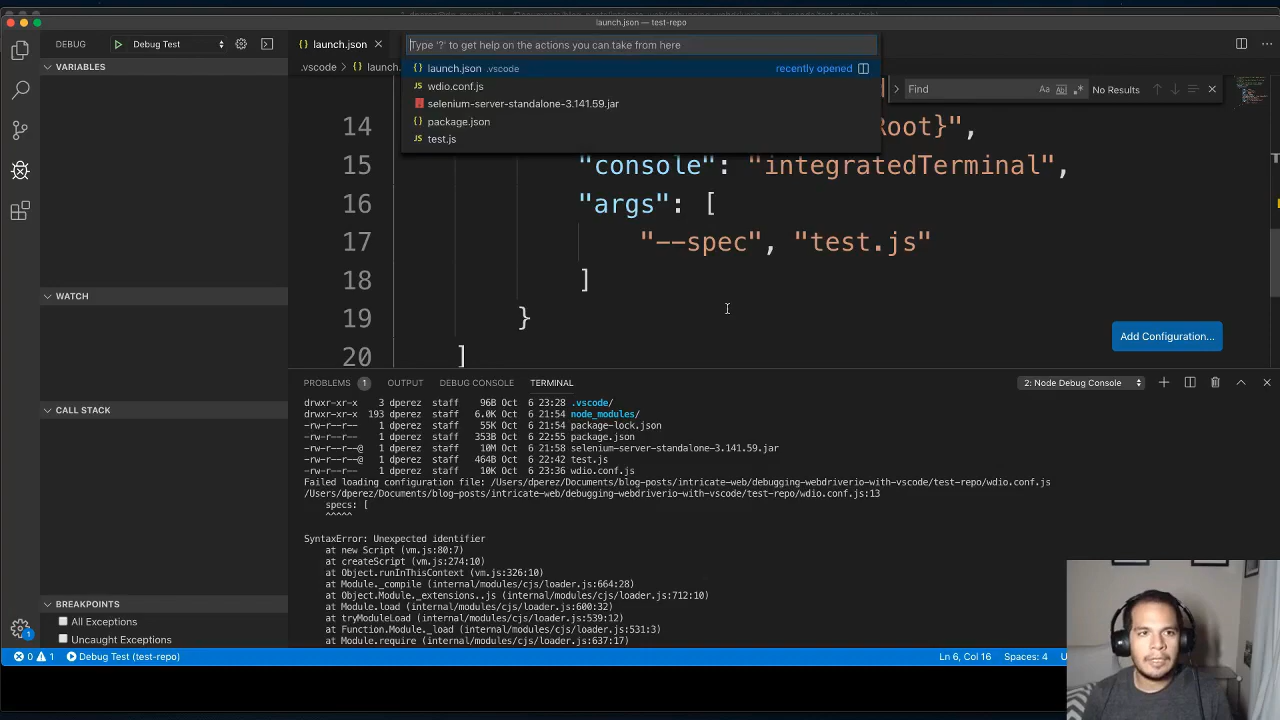 launch.json — test-repo
DEBUG
Debug Test
launch.json
Type '?' to get help on the actions you can take from here
VARIABLES
.vscode
launch.
launch.json .vscode
recently opened
wdio.conf.js
selenium-server-standalone-3.141.59.jar
package.json
test.js
Find
Aa
Abl
.*
No Results
14
Root}",
15
"console": "integratedTerminal",
16
"args": [
17
"--spec", "test.js"
18
]
19
}
20
]
WATCH
Add Configuration...
CALL STACK
PROBLEMS 1
OUTPUT
DEBUG CONSOLE
TERMINAL
2: Node Debug Console
drwxr-xr-x 3 dperez staff 96B Oct 6 23:28 .vscode/
drwxr-xr-x 193 dperez staff 6.0K Oct 6 21:54 node_modules/
-rw-r--r-- 1 dperez staff 55K Oct 6 21:54 package-lock.json
-rw-r--r-- 1 dperez staff 353B Oct 6 22:55 package.json
-rw-r--r--@ 1 dperez staff 10M Oct 6 21:58 selenium-server-standalone-3.141.59.jar
-rw-r--r--@ 1 dperez staff 464B Oct 6 22:42 test.js
-rw-r--r-- 1 dperez staff 10K Oct 6 23:36 wdio.conf.js
Failed loading configuration file: /Users/dperez/Documents/blog-posts/intricate-web/debugging-webdriverio-with-vscode/test-repo/wdio.conf.js
/Users/dperez/Documents/blog-posts/intricate-web/debugging-webdriverio-with-vscode/test-repo/wdio.conf.js:13
specs: [
^^^^^
SyntaxError: Unexpected identifier
at new Script (vm.js:80:7)
at createScript (vm.js:274:10)
at Object.runInThisContext (vm.js:326:10)
at Module._compile (internal/modules/cjs/loader.js:664:28)
at Object.Module._extensions..js (internal/modules/cjs/loader.js:712:10)
at Module.load (internal/modules/cjs/loader.js:600:32)
at tryModuleLoad (internal/modules/cjs/loader.js:539:12)
at Function.Module._load (internal/modules/cjs/loader.js:531:3)
at Module.require (internal/modules/cjs/loader.js:637:17)
BREAKPOINTS
All Exceptions
Uncaught Exceptions
1
0 1 Debug Test (test-repo)
Ln 6, Col 16
Spaces: 4